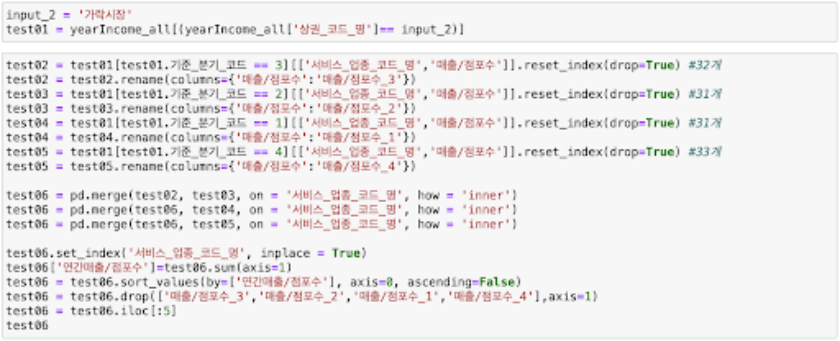 input_2 = '가락시장'
test01 = yearIncome_all[(yearIncome_all['상권_코드_명']== input_2)]
test02 = test01[test01.기준_분기_코드 == 3][['서비스_업종_코드_명','매출/점포수']].reset_index(drop=True) #32개
test02 = test02.rename(columns={'매출/점포수':'매출/점포수_3'})
test03 = test01[test01.기준_분기_코드 == 2][['서비스_업종_코드_명','매출/점포수']].reset_index(drop=True) #31개
test03 = test03.rename(columns={'매출/점포수':'매출/점포수_2'})
test04 = test01[test01.기준_분기_코드 == 1][['서비스_업종_코드_명','매출/점포수']].reset_index(drop=True) #31개
test04 = test04.rename(columns={'매출/점포수':'매출/점포수_1'})
test05 = test01[test01.기준_분기_코드 == 4][['서비스_업종_코드_명','매출/점포수']].reset_index(drop=True) #33개
test05 = test05.rename(columns={'매출/점포수':'매출/점포수_4'})
test06 = pd.merge(test02, test03, on = '서비스_업종_코드_명', how = 'inner')
test06 = pd.merge(test06, test04, on = '서비스_업종_코드_명', how = 'inner')
test06 = pd.merge(test06, test05, on = '서비스_업종_코드_명', how = 'inner')
test06.set_index('서비스_업종_코드_명', inplace = True)
test06['연간매출/점포수']=test06.sum(axis=1)
test06 = test06.sort_values(by=['연간매출/점포수'], axis=0, ascending=False)
test06 = test06.drop(['매출/점포수_3','매출/점포수_2','매출/점포수_1','매출/점포수_4'],axis=1)
test06 = test06.iloc[:5]
test06